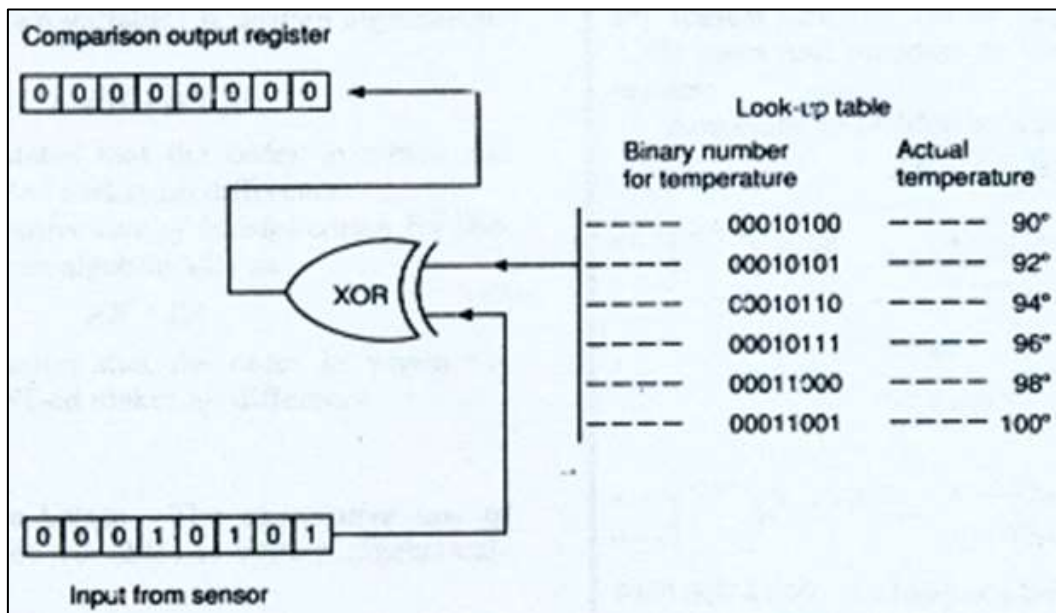 Comparison output register
0 0 0 0 0 0 0 0
Look-up table
Binary number for temperature
Actual temperature
00010100 90°
00010101 92°
00010110 94°
00010111 96°
00011000 98°
00011001 100°
XOR
0 0 0 1 0 1 0 1
Input from sensor